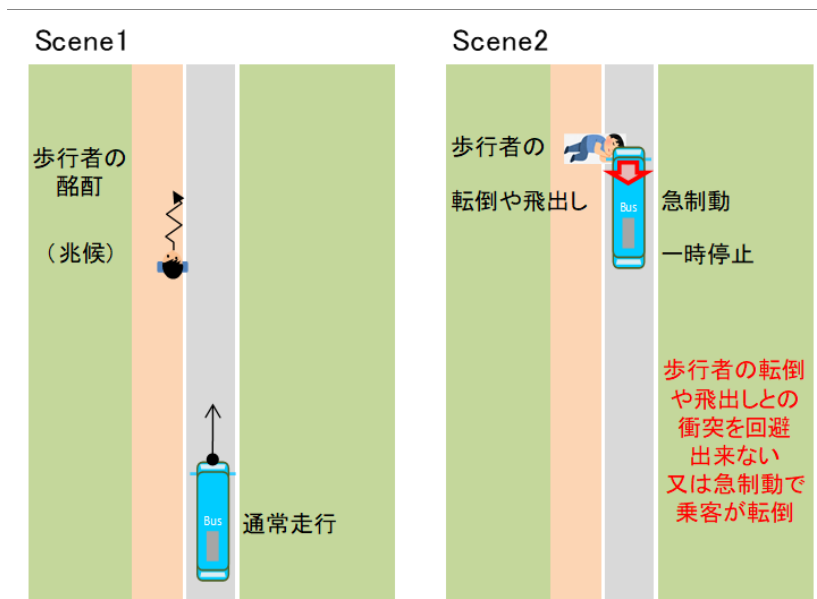 Scene1
歩行者の
酩酊
（兆候）
Bus
通常走行
Scene2
歩行者の
転倒や飛出し
Bus
急制動
一時停止
歩行者の転倒
や飛出しとの
衝突を回避
出来ない
又は急制動で
乗客が転倒